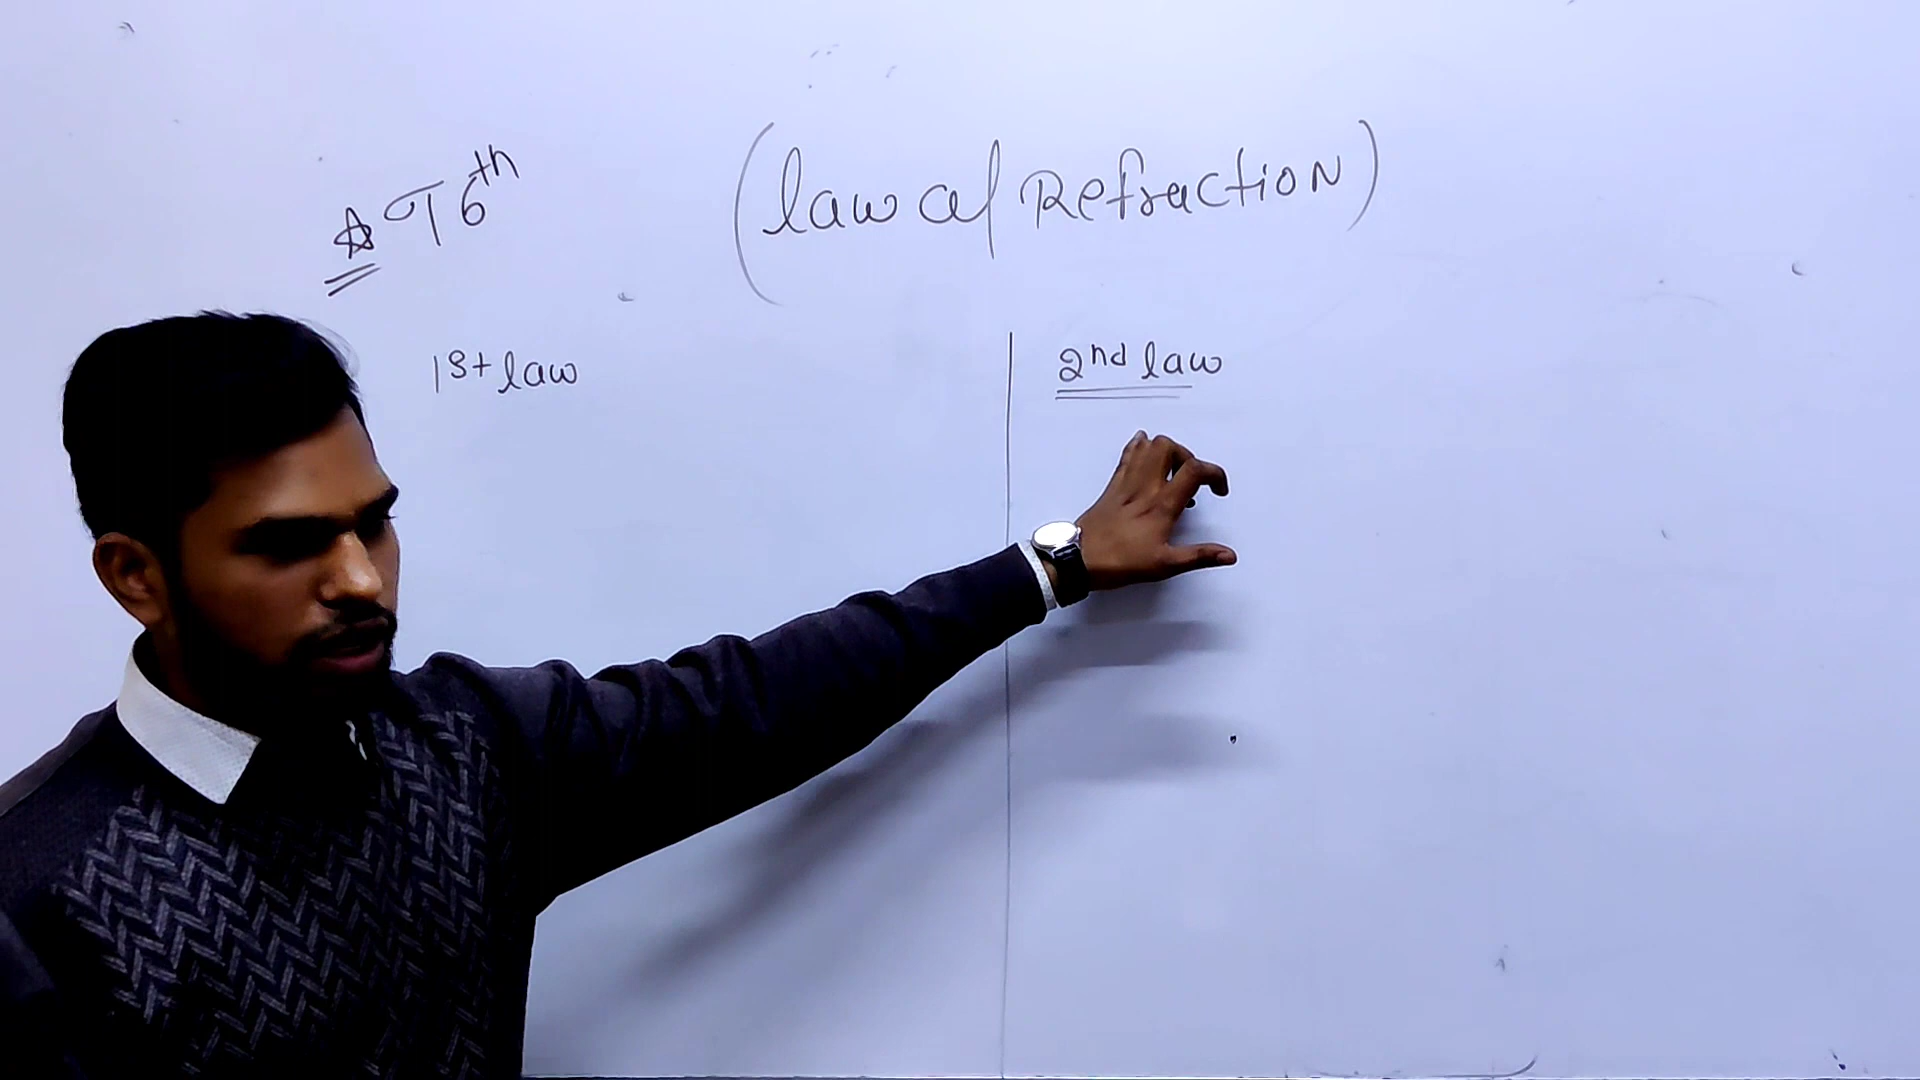 ☆ T 6th
(law of Refraction)
1st law
2nd law